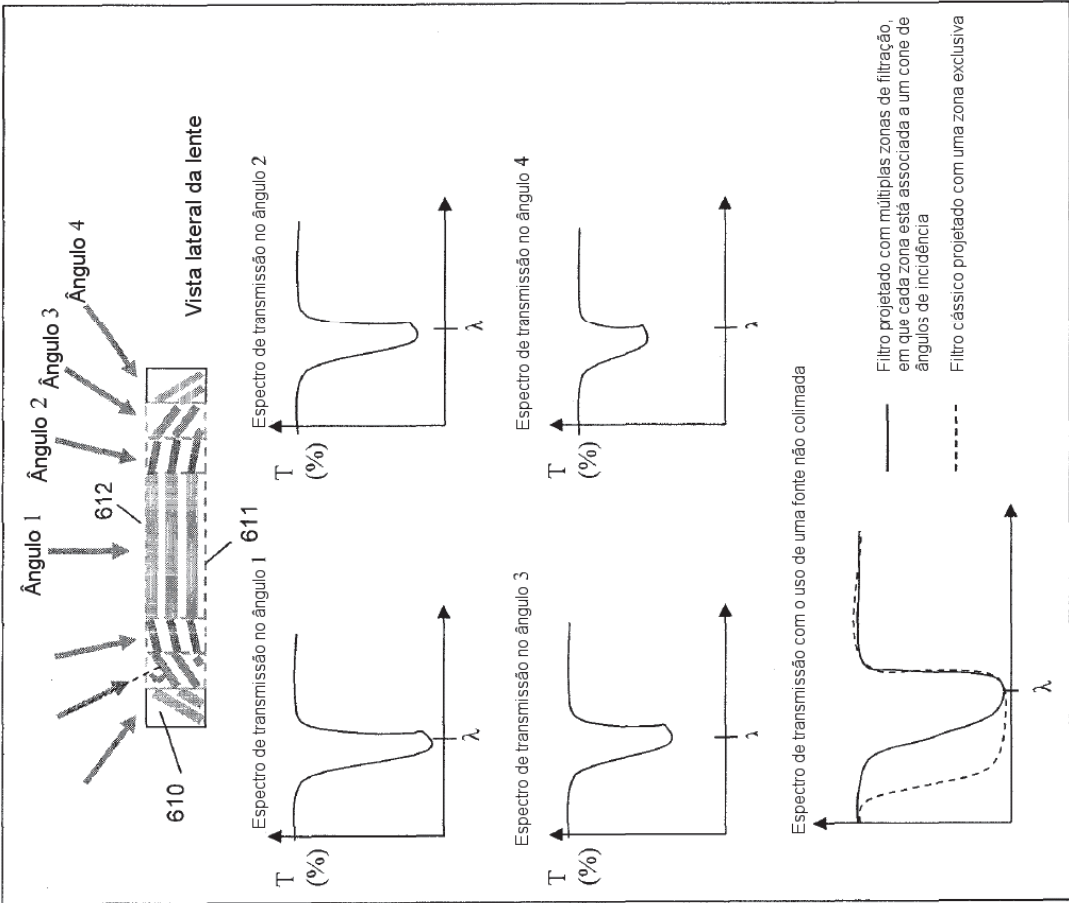 Ângulo 1
Ângulo 2
Ângulo 3
Ângulo 4
612
610
611
Vista lateral da lente
Espectro de transmissão no ângulo 1
T
(%)
λ
Espectro de transmissão no ângulo 2
T
(%)
λ
Espectro de transmissão no ângulo 3
T
(%)
λ
Espectro de transmissão no ângulo 4
λ
Espectro de transmissão com o uso de uma fonte não colimada
λ
Filtro projetado com múltiplas zonas de filtração,
em que cada zona está associada a um cone de
ângulos de incidência
Filtro cássico projetado com uma zona exclusiva